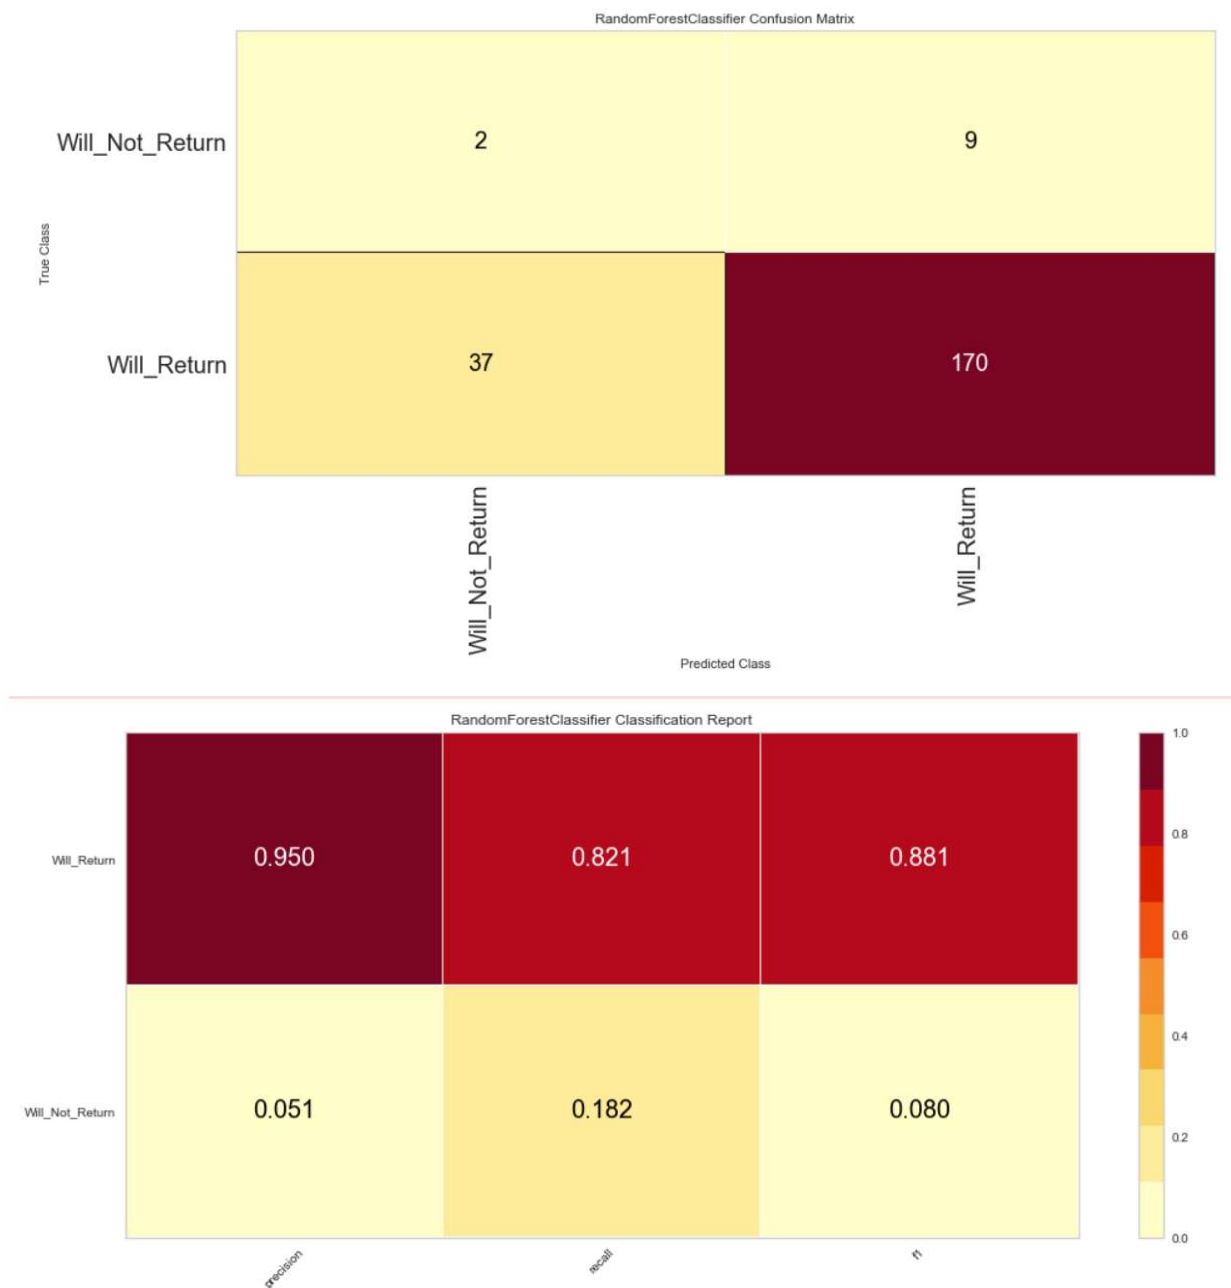 RandomForestClassifier Confusion Matrix
Will_Not_Return
2
9
True Class
Will_Return
37
170
Will_Not_Return
Will_Return
Predicted Class
RandomForestClassifier Classification Report
1.0
0.8
0.6
0.4
0.2
0.0
Will_Return
0.950
0.821
0.881
Will_Not_Return
0.051
0.182
0.080
precision
recall
f1